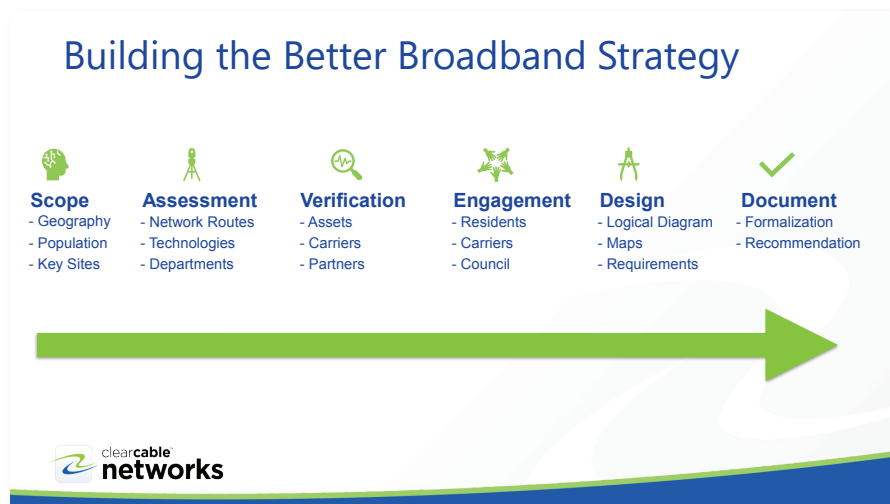 Building the Better Broadband Strategy
Scope
- Geography
- Population
- Key Sites
Assessment
- Network Routes
- Technologies
- Departments
Verification
- Assets
- Carriers
- Partners
Engagement
- Residents
- Carriers
- Council
Design
- Logical Diagram
- Maps
- Requirements
Document
- Formalization
- Recommendation
clearcable™
networks